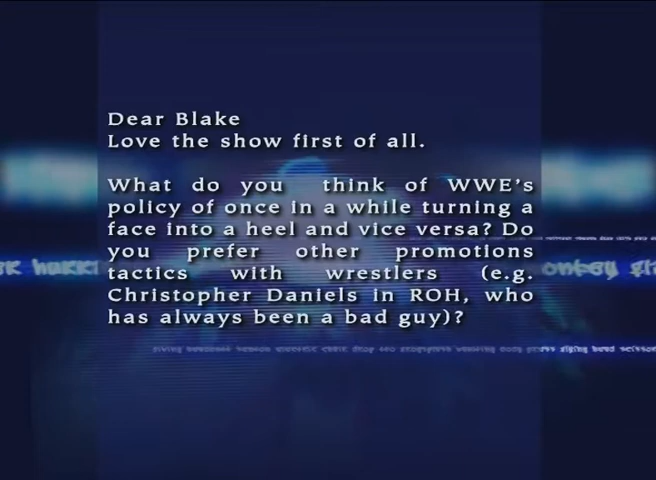 Dear Blake
Love the show first of all.
What do you think of WWE's
policy of once in a while turning a
face into a heel and vice versa? Do
you prefer other promotions
tactics with wrestlers (e.g.
Christopher Daniels in ROH, who
has always been a bad guy)?